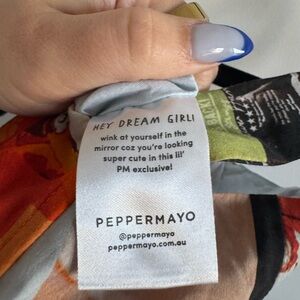 HEY DREAM GIRL!
wink at yourself in the
mirror coz you're looking
super cute in this lil'
PM exclusive!
PEPPERMAYO
@peppermayo
peppermayo.com.au